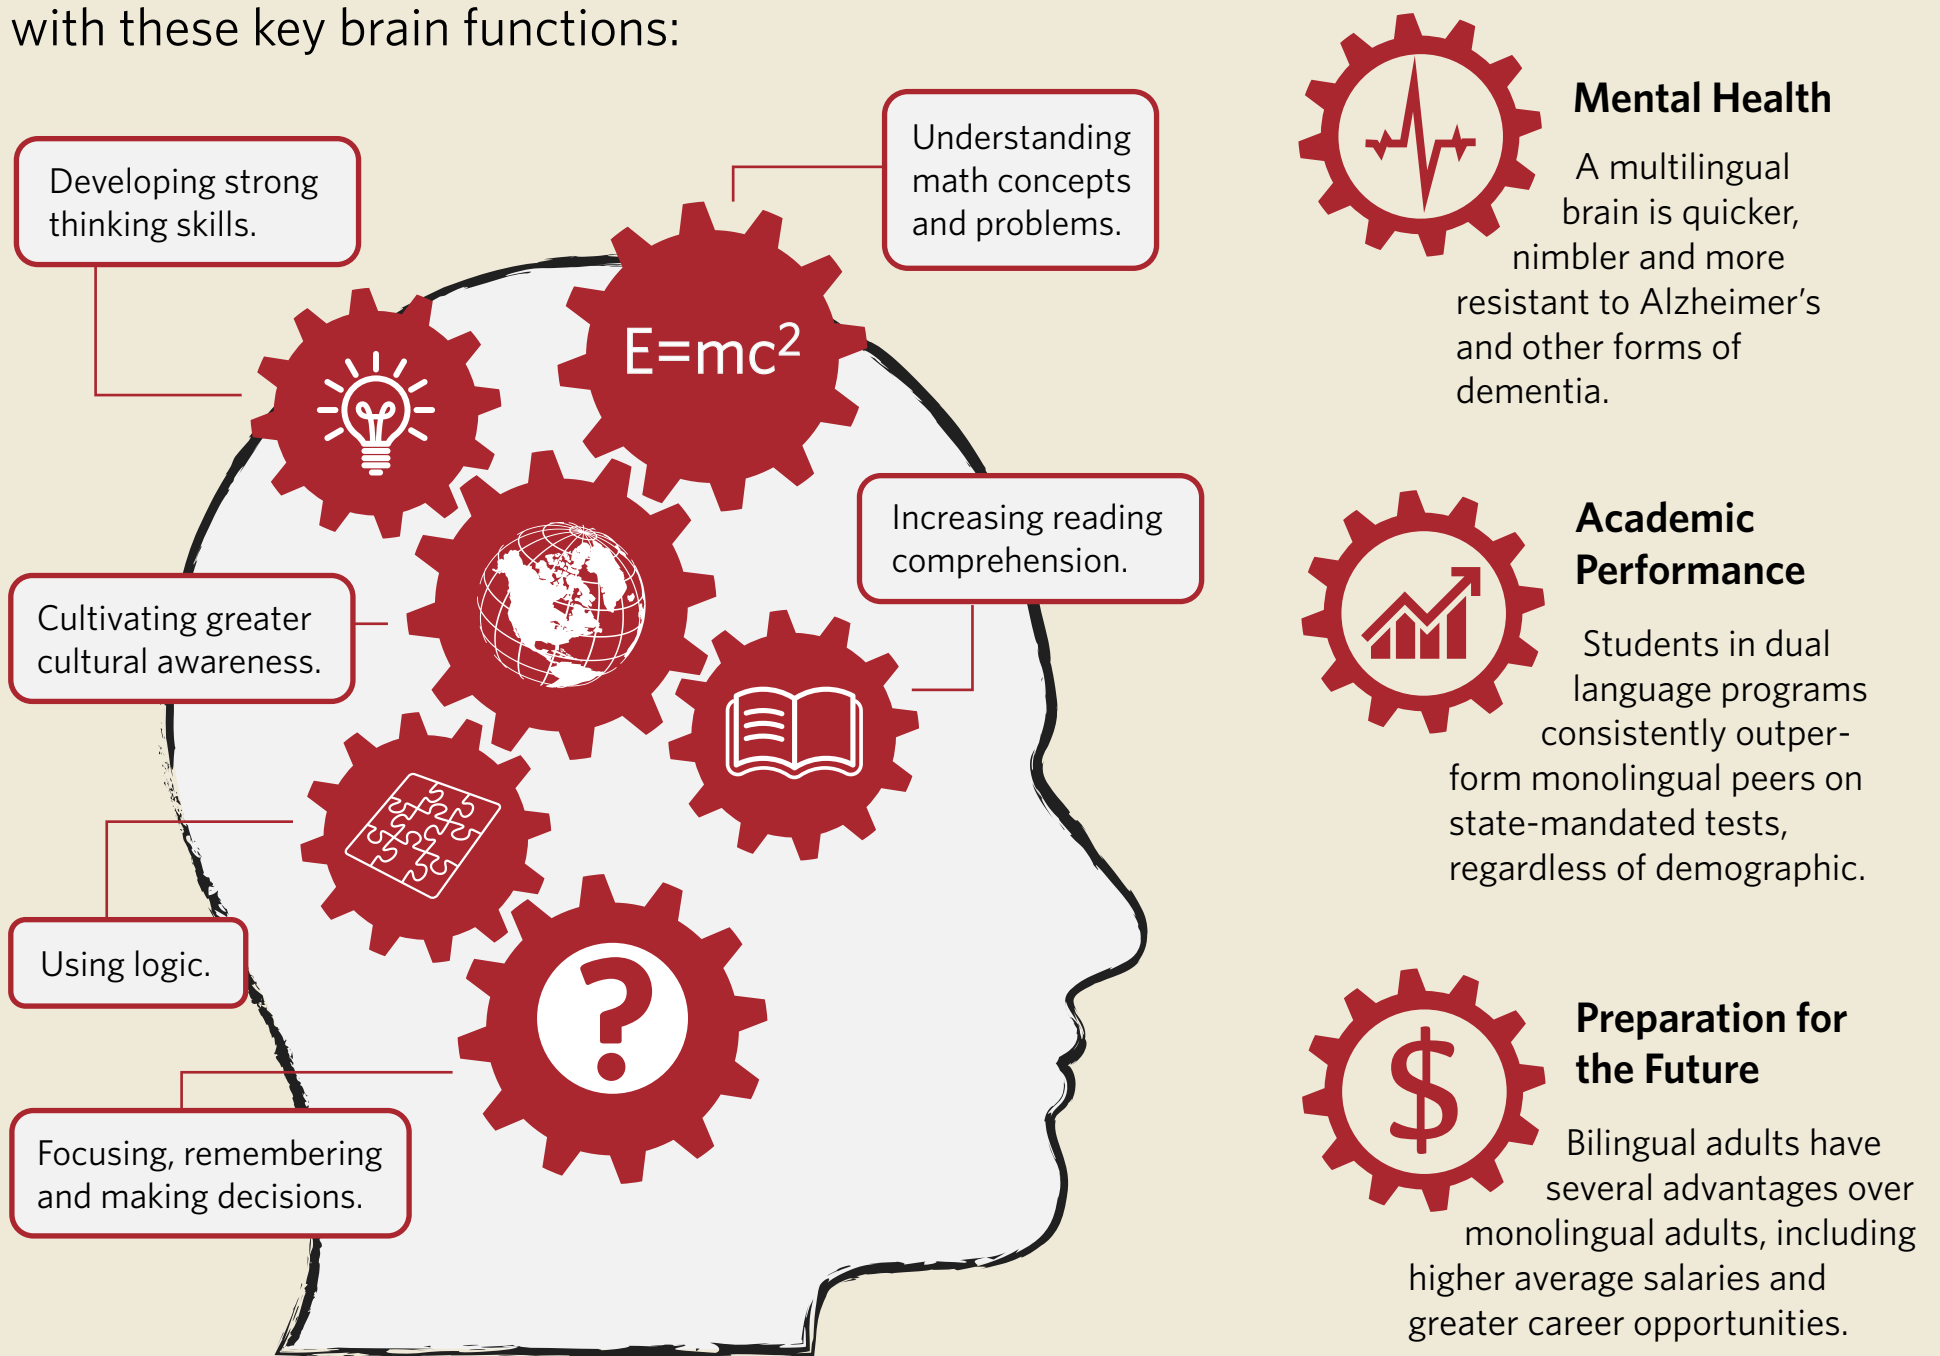 with these key brain functions:
Developing strong
thinking skills.
Understanding
math concepts
and problems.
E=mc²
Increasing reading
comprehension.
Cultivating greater
cultural awareness.
Using logic.
?
Focusing, remembering
and making decisions.
Mental Health
A multilingual
brain is quicker,
nimbler and more
resistant to Alzheimer’s
and other forms of
dementia.
Academic
Performance
Students in dual
language programs
consistently outper-
form monolingual peers on
state-mandated tests,
regardless of demographic.
$
Preparation for
the Future
Bilingual adults have
several advantages over
monolingual adults, including
higher average salaries and
greater career opportunities.